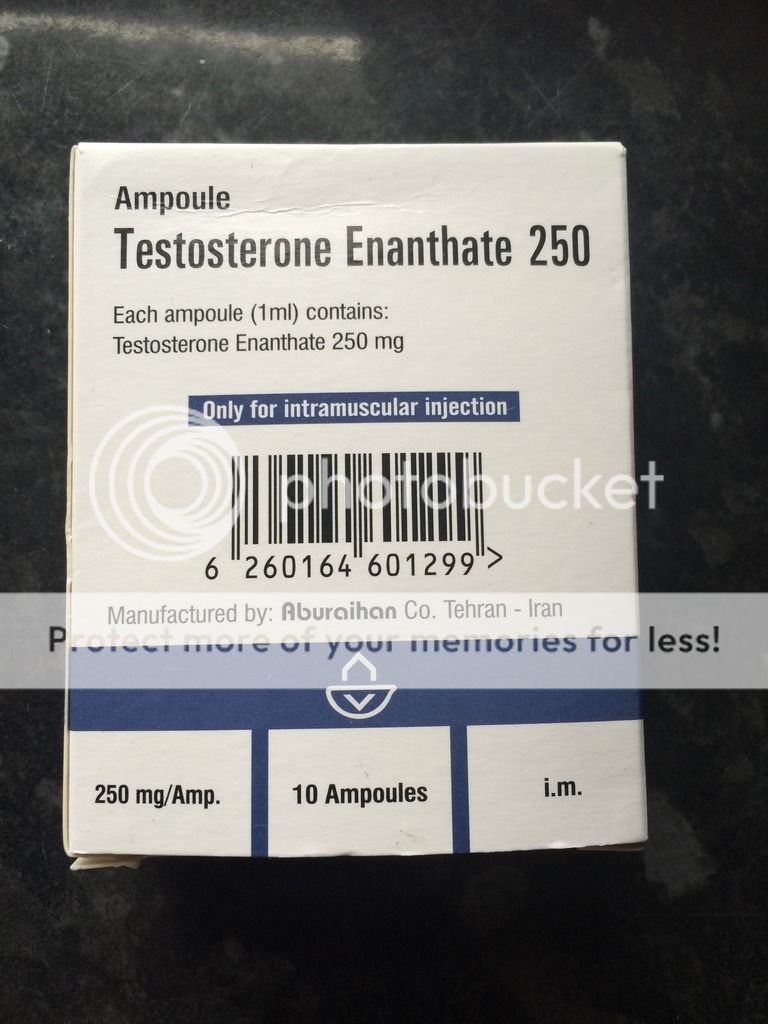 Ampoule
Testosterone Enanthate 250
Each ampoule (1ml) contains:
Testosterone Enanthate 250 mg
Only for intramuscular injection
photobucket
6 260164 601299 >
Manufactured by: Aburaihan Co. Tehran - Iran
Protect more of your memories for less!
250 mg/Amp.
10 Ampoules
i.m.